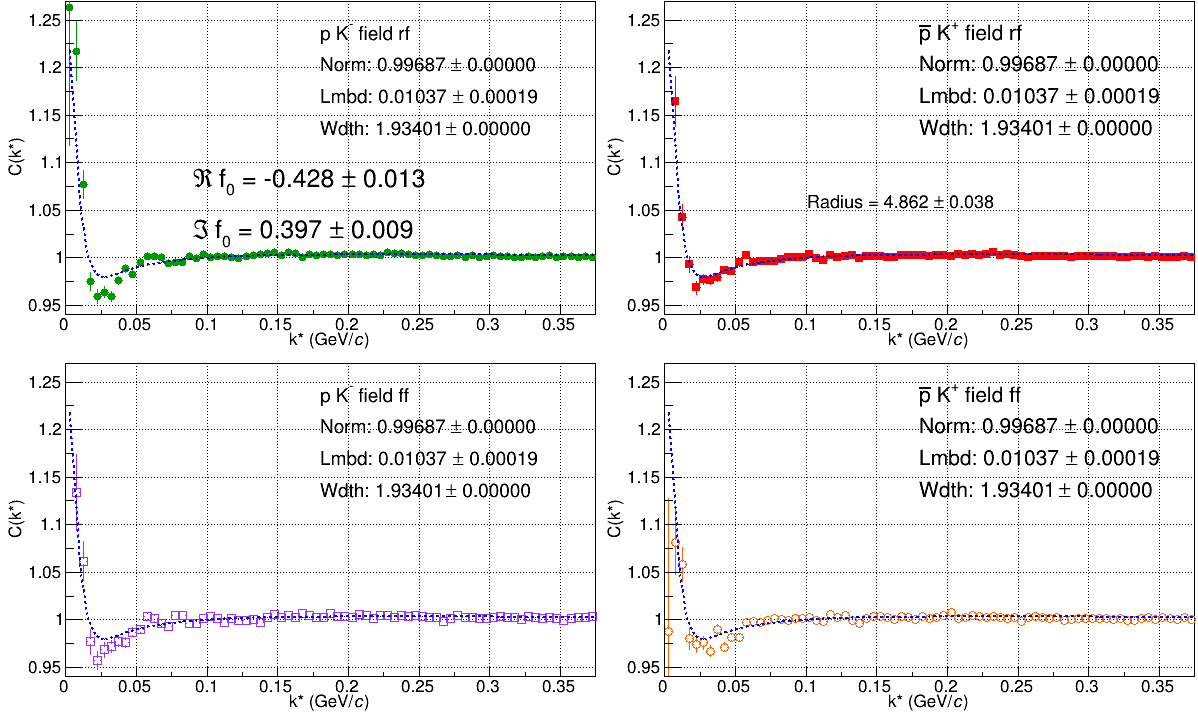 p K⁻ field rf
Norm: 0.99687 ± 0.00000
Lmbd: 0.01037 ± 0.00019
Wdth: 1.93401 ± 0.00000
ℜ f₀ = -0.428 ± 0.013
ℑ f₀ = 0.397 ± 0.009
C(k*)
1.25
1.2
1.15
1.1
1.05
1
0.95
0 0.05 0.1 0.15 0.2 0.25 0.3 0.35
k* (GeV/c)
p̅ K⁺ field rf
Norm: 0.99687 ± 0.00000
Lmbd: 0.01037 ± 0.00019
Wdth: 1.93401 ± 0.00000
Radius = 4.862 ± 0.038
C(k*)
1.25
1.2
1.15
1.1
1.05
1
0.95
0 0.05 0.1 0.15 0.2 0.25 0.3 0.35
k* (GeV/c)
p K⁻ field ff
Norm: 0.99687 ± 0.00000
Lmbd: 0.01037 ± 0.00019
Wdth: 1.93401 ± 0.00000
C(k*)
1.25
1.2
1.15
1.1
1.05
1
0.95
0 0.05 0.1 0.15 0.2 0.25 0.3 0.35
k* (GeV/c)
p̅ K⁺ field ff
Norm: 0.99687 ± 0.00000
Lmbd: 0.01037 ± 0.00019
Wdth: 1.93401 ± 0.00000
C(k*)
1.25
1.2
1.15
1.1
1.05
1
0.95
0 0.05 0.1 0.15 0.2 0.25 0.3 0.35
k* (GeV/c)